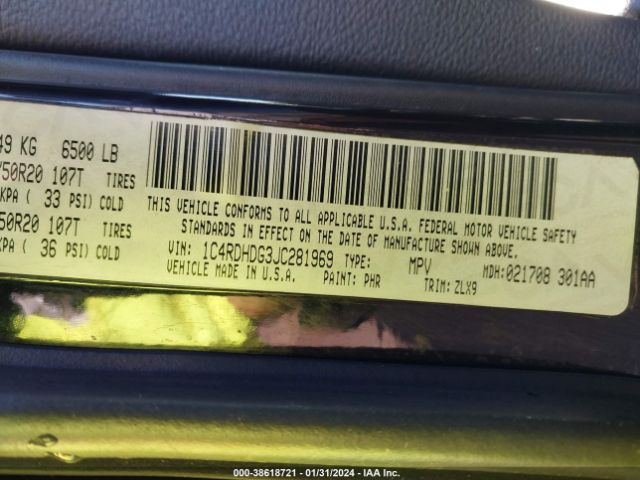 49 KG 6500 LB
50R20 107T TIRES
KPA ( 33 PSI) COLD
50R20 107T TIRES
KPA ( 36 PSI) COLD
THIS VEHICLE CONFORMS TO ALL APPLICABLE U.S.A. FEDERAL MOTOR VEHICLE SAFETY
STANDARDS IN EFFECT ON THE DATE OF MANUFACTURE SHOWN ABOVE.
VIN: 1C4RDHDG3JC281969 TYPE: MPV MDH:021708 301AA
VEHICLE MADE IN U.S.A. PAINT: PHR TRIM: ZLX9
000-38618721 - 01/31/2024 - IAA Inc.